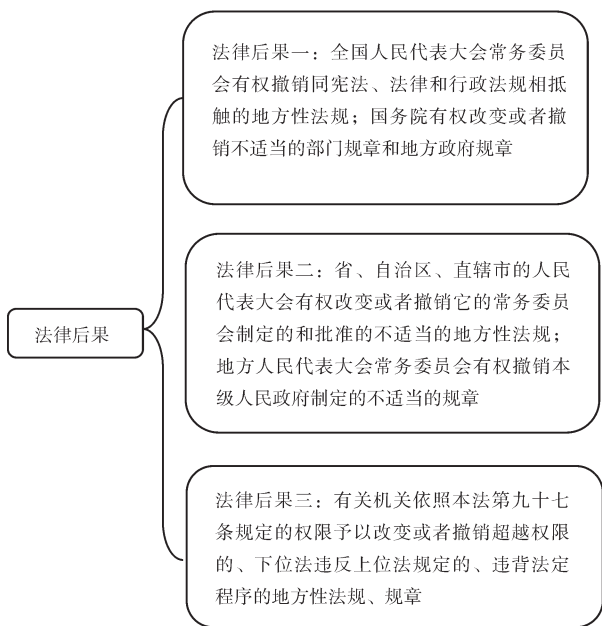 法律后果一：全国人民代表大会常务委员
会有权撤销同宪法、法律和行政法规相抵
触的地方性法规；国务院有权改变或者撤
销不适当的部门规章和地方政府规章
法律后果
法律后果二：省、自治区、直辖市的人民
代表大会有权改变或者撤销它的常务委员
会制定的和批准的不适当的地方性法规；
地方人民代表大会常务委员会有权撤销本
级人民政府制定的不适当的规章
法律后果三：有关机关依照本法第九十七
条规定的权限予以改变或者撤销超越权限
的、下位法违反上位法规定的、违背法定
程序的地方性法规、规章